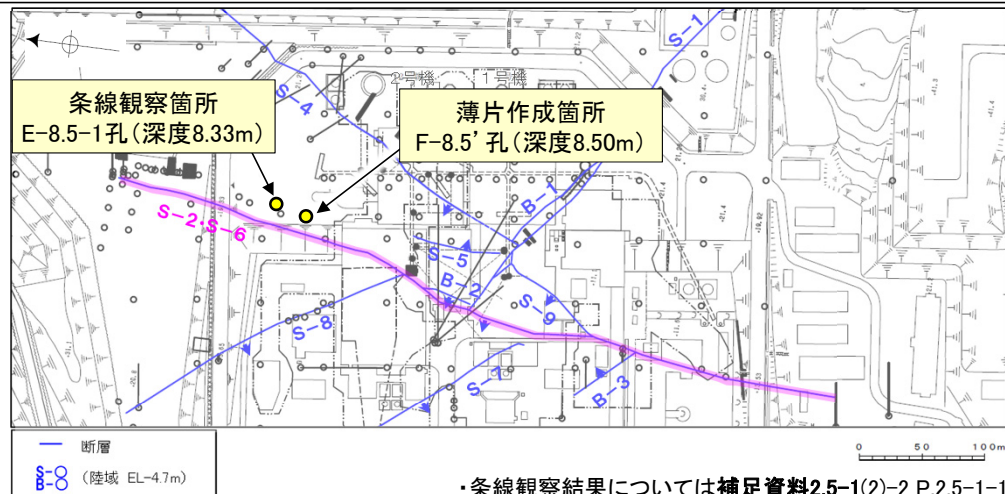 条線観察箇所
E-8.5-1孔(深度8.33m)
薄片作成箇所
F-8.5’孔(深度8.50m)
2号機
1号機
S-1
S-4
B-1
S-2・S-6
S-5
B-2
S-9
S-8
S-7
B-3
断層
S-○
B-○
(陸域 EL-4.7m)
0 50 100m
・条線観察結果については補足資料2.5-1(2)-2 P.2.5-1-1